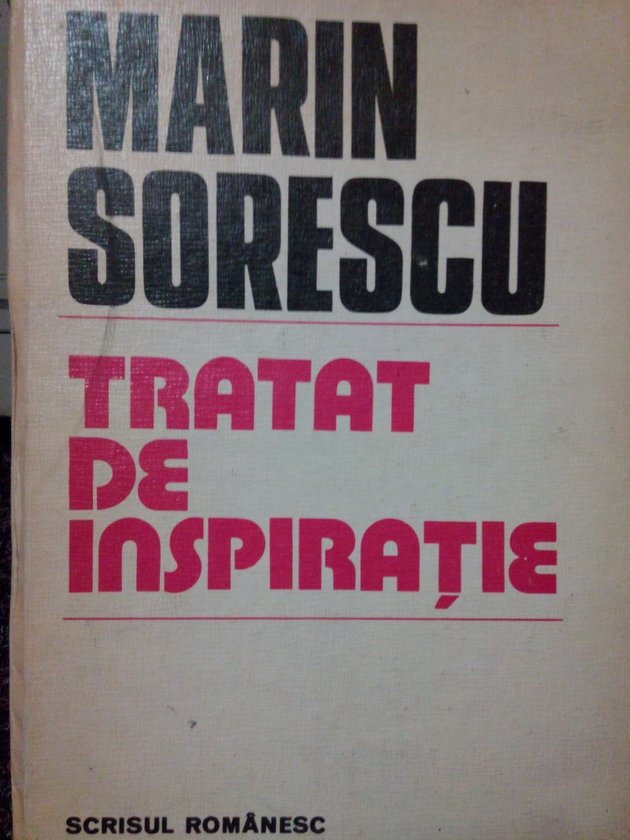 MARIN
SORESCU
TRATAT
DE
INSPIRAȚIE
SCRISUL ROMÂNESC